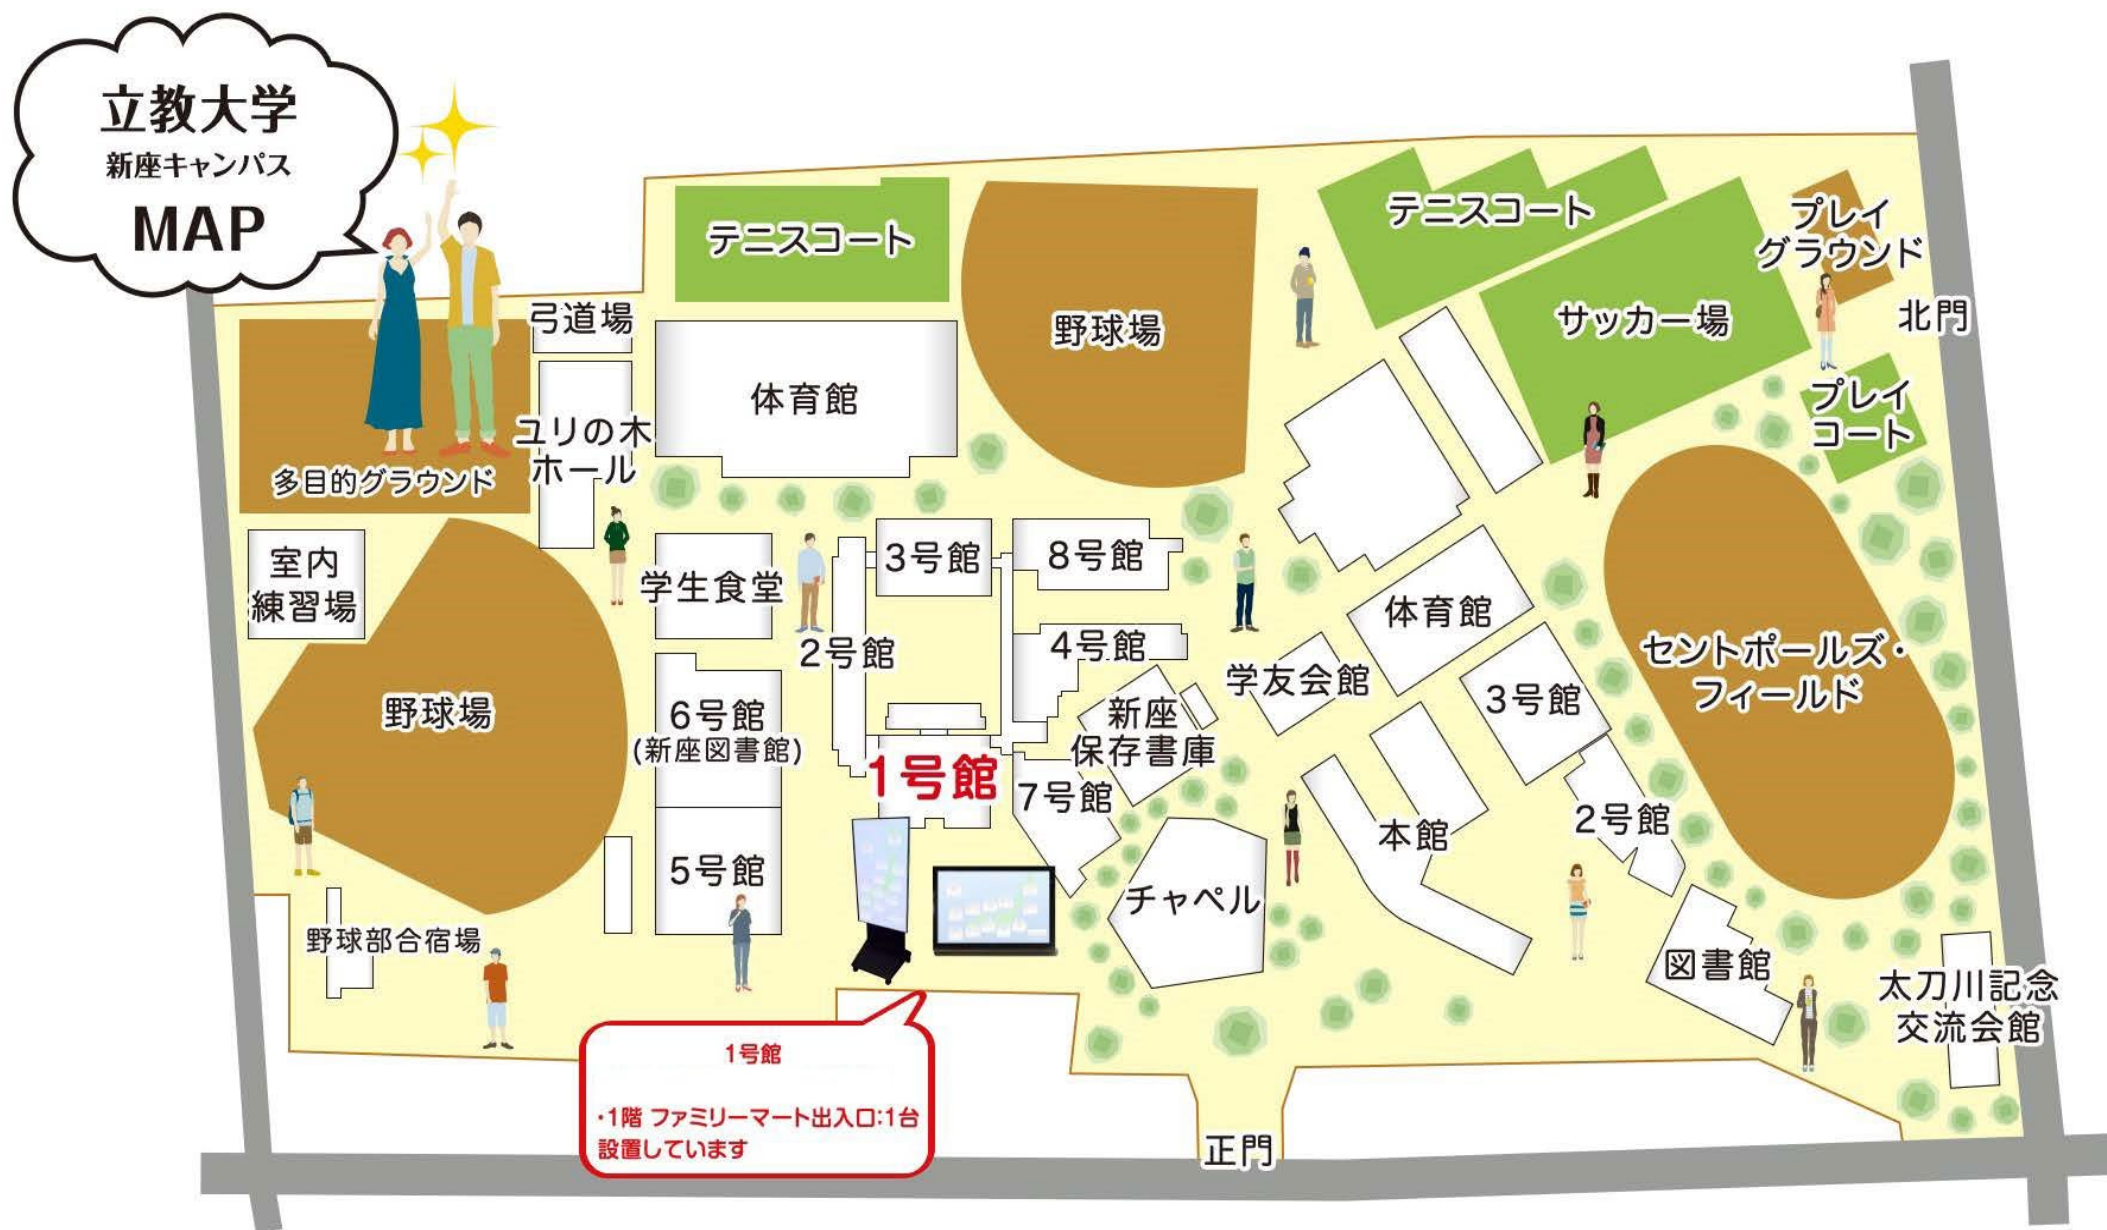 立教大学
新座キャンパス
MAP
テニスコート
テニスコート
プレイ
グラウンド
弓道場
野球場
サッカー場
北門
体育館
プレイ
コート
ユリの木
ホール
多目的グラウンド
室内
練習場
3号館
8号館
学生食堂
体育館
2号館
4号館
学友会館
セントポールズ・
フィールド
野球場
6号館
(新座図書館)
新座
保存書庫
3号館
1号館
7号館
本館
2号館
5号館
チャペル
野球部合宿場
図書館
太刀川記念
交流会館
1号館
・1階 ファミリーマート出入口:1台
設置しています
正門